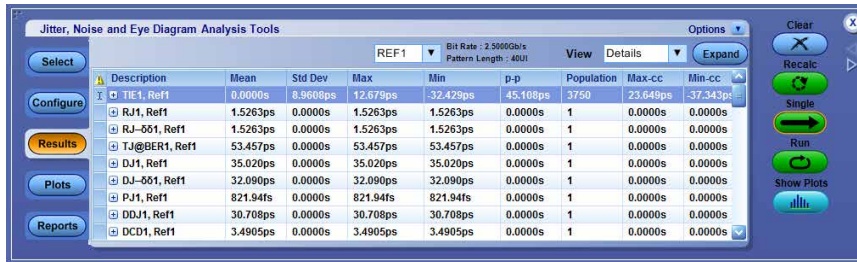 Jitter, Noise and Eye Diagram Analysis Tools
Options
Clear
X
Select
REF1
Bit Rate : 2.5000Gb/s
Pattern Length : 40UI
View
Details
Expand
Recalc
Description Mean Std Dev Max Min p-p Population Max-cc Min-cc
TIE1, Ref1 0.0000s 8.9608ps 12.679ps -32.429ps 45.108ps 3750 23.649ps -37.343ps
Configure
RJ1, Ref1 1.5263ps 0.0000s 1.5263ps 1.5263ps 0.0000s 1 0.0000s 0.0000s
Single
RJ–δδ1, Ref1 1.5263ps 0.0000s 1.5263ps 1.5263ps 0.0000s 1 0.0000s 0.0000s
Results
TJ@BER1, Ref1 53.457ps 0.0000s 53.457ps 53.457ps 0.0000s 1 0.0000s 0.0000s
Run
DJ1, Ref1 35.020ps 0.0000s 35.020ps 35.020ps 0.0000s 1 0.0000s 0.0000s
Plots
DJ–δδ1, Ref1 32.090ps 0.0000s 32.090ps 32.090ps 0.0000s 1 0.0000s 0.0000s
Show Plots
PJ1, Ref1 821.94fs 0.0000s 821.94fs 821.94fs 0.0000s 1 0.0000s 0.0000s
DDJ1, Ref1 30.708ps 0.0000s 30.708ps 30.708ps 0.0000s 1 0.0000s 0.0000s
Reports
DCD1, Ref1 3.4905ps 0.0000s 3.4905ps 3.4905ps 0.0000s 1 0.0000s 0.0000s